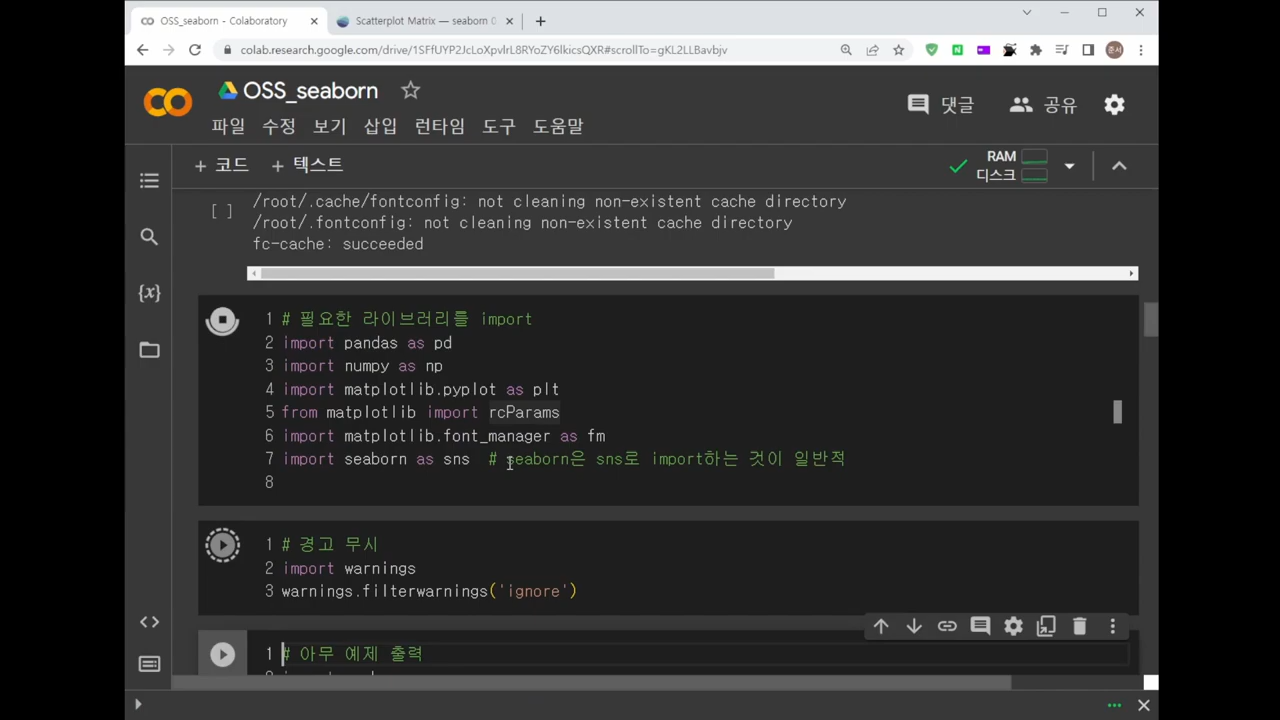 OSS_seaborn - Colaboratory
Scatterplot Matrix — seaborn 0
colab.research.google.com/drive/1SFfUYP2JcLoXpvlrL8RYoZY6lkicsQXR#scrollTo=gKL2LLBavbjv
준서
OSS_seaborn
댓글
공유
파일 수정 보기 삽입 런타임 도구 도움말
+ 코드 + 텍스트
RAM
디스크
/root/.cache/fontconfig: not cleaning non-existent cache directory
[ ]
/root/.fontconfig: not cleaning non-existent cache directory
fc-cache: succeeded
1 # 필요한 라이브러리를 import
2 import pandas as pd
3 import numpy as np
4 import matplotlib.pyplot as plt
5 from matplotlib import rcParams
6 import matplotlib.font_manager as fm
7 import seaborn as sns # seaborn은 sns로 import하는 것이 일반적
8
1 # 경고 무시
2 import warnings
3 warnings.filterwarnings('ignore')
1 # 아무 예제 출력